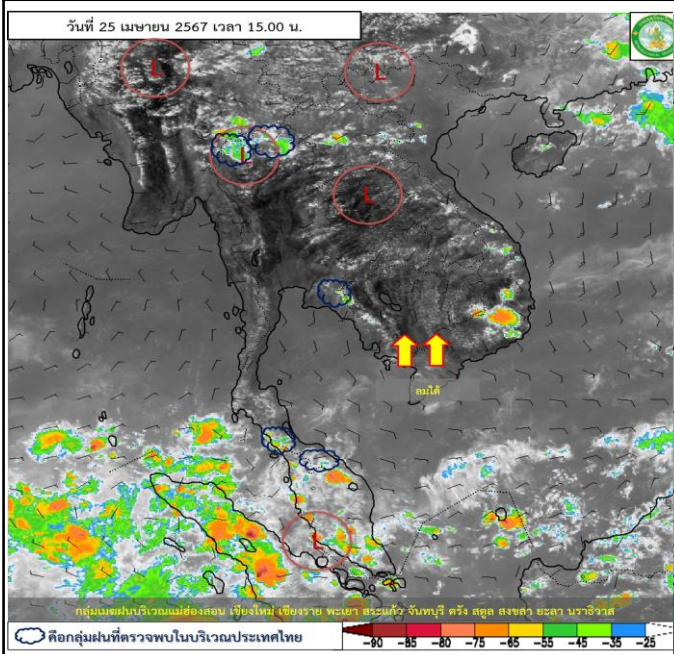 วันที่ 25 เมษายน 2567 เวลา 15.00 น.
L
L
L
L
ลมใต้
L
กลุ่มเมฆฝนบริเวณแม่ฮ่องสอน เชียงใหม่ เชียงราย พะเยา สระแก้ว จันทบุรี ตรัง สตูล สงขลา ยะลา นราธิวาส
คือกลุ่มฝนที่ตรวจพบในบริเวณประเทศไทย
-90 -85 -80 -75 -65 -55 -45 -35 -25